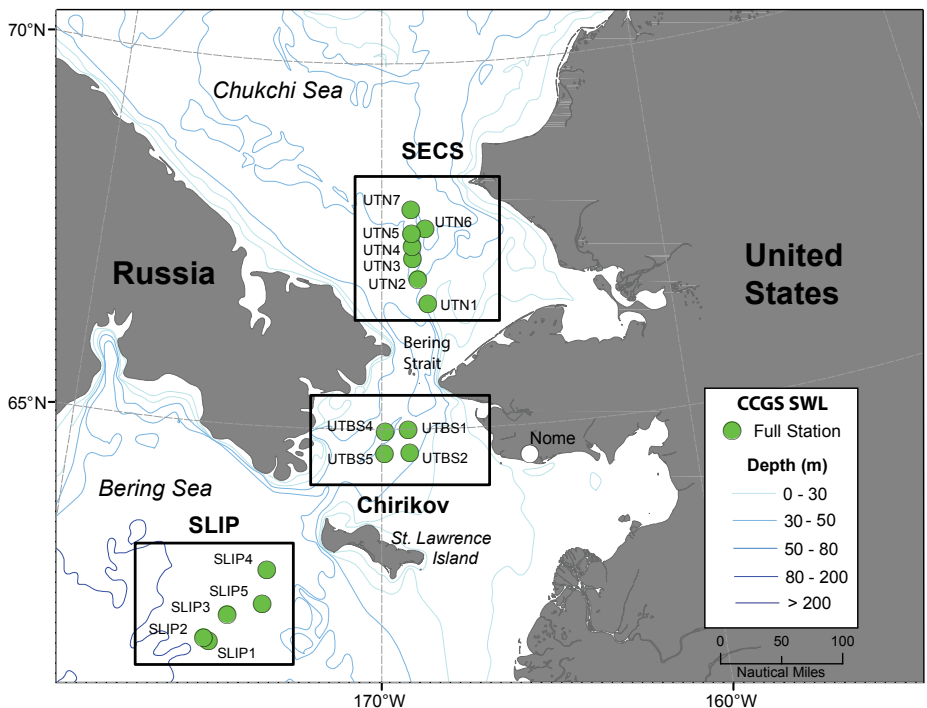 70°N
Chukchi Sea
SECS
UTN7
UTN6
UTN5
UTN4
UTN3
UTN2
UTN1
Russia
United
States
Bering
Strait
65°N
UTBS4
UTBS1
UTBS5
UTBS2
Nome
Chirikov
Bering Sea
SLIP
St. Lawrence
Island
SLIP4
SLIP5
SLIP3
SLIP2
SLIP1
CCGS SWL
Full Station
Depth (m)
0 - 30
30 - 50
50 - 80
80 - 200
> 200
0 50 100
Nautical Miles
170°W
160°W